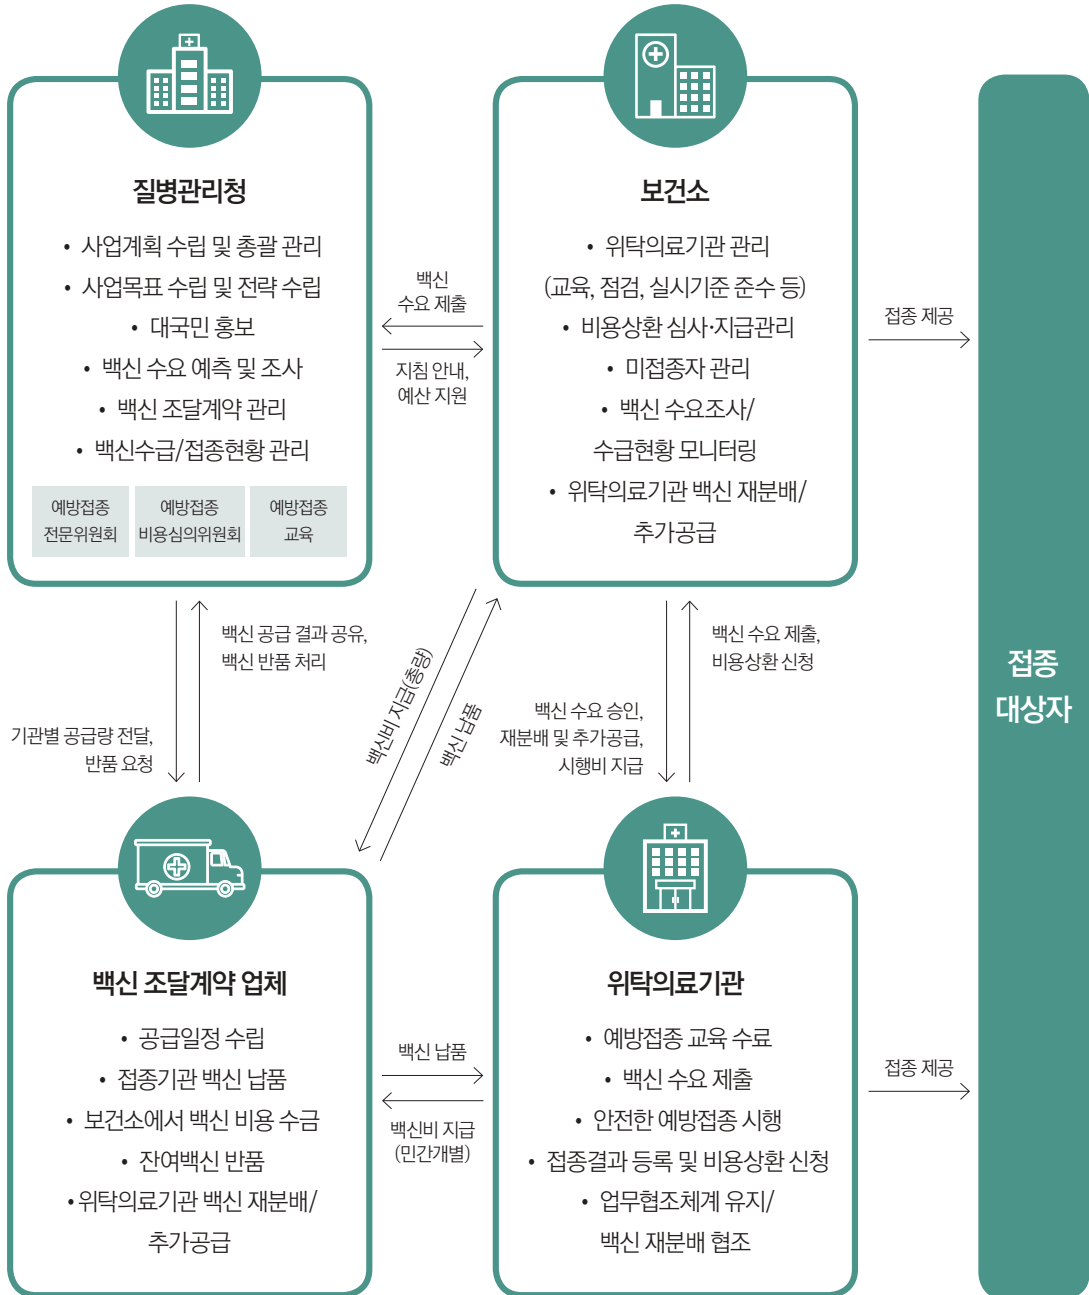 질병관리청
• 사업계획 수립 및 총괄 관리
• 사업목표 수립 및 전략 수립
• 대국민 홍보
• 백신 수요 예측 및 조사
• 백신 조달계약 관리
• 백신수급/접종현황 관리
예방접종
전문위원회
예방접종
비용심의위원회
예방접종
교육
백신
수요 제출
지침 안내,
예산 지원
보건소
• 위탁의료기관 관리
(교육, 점검, 실시기준 준수 등)
• 비용상환 심사·지급관리
• 미접종자 관리
• 백신 수요조사/
수급현황 모니터링
• 위탁의료기관 백신 재분배/
추가공급
접종 제공
접종
대상자
백신 공급 결과 공유,
백신 반품 처리
기관별 공급량 전달,
반품 요청
백신비 지급(총량)
백신 납품
백신 수요 승인,
재분배 및 추가공급,
시행비 지급
백신 수요 제출,
비용상환 신청
백신 조달계약 업체
• 공급일정 수립
• 접종기관 백신 납품
• 보건소에서 백신 비용 수금
• 잔여백신 반품
• 위탁의료기관 백신 재분배/
추가공급
백신 납품
백신비 지급
(민간개별)
위탁의료기관
• 예방접종 교육 수료
• 백신 수요 제출
• 안전한 예방접종 시행
• 접종결과 등록 및 비용상환 신청
• 업무협조체계 유지/
백신 재분배 협조
접종 제공